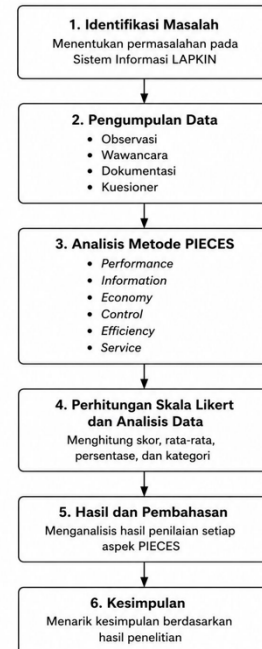 1. Identifikasi Masalah
Menentukan permasalahan pada
Sistem Informasi LAPKIN
2. Pengumpulan Data
• Observasi
• Wawancara
• Dokumentasi
• Kuesioner
3. Analisis Metode PIECES
• Performance
• Information
• Economy
• Control
• Efficiency
• Service
4. Perhitungan Skala Likert
dan Analisis Data
Menghitung skor, rata-rata,
persentase, dan kategori
5. Hasil dan Pembahasan
Menganalisis hasil penilaian setiap
aspek PIECES
6. Kesimpulan
Menarik kesimpulan berdasarkan
hasil penelitian